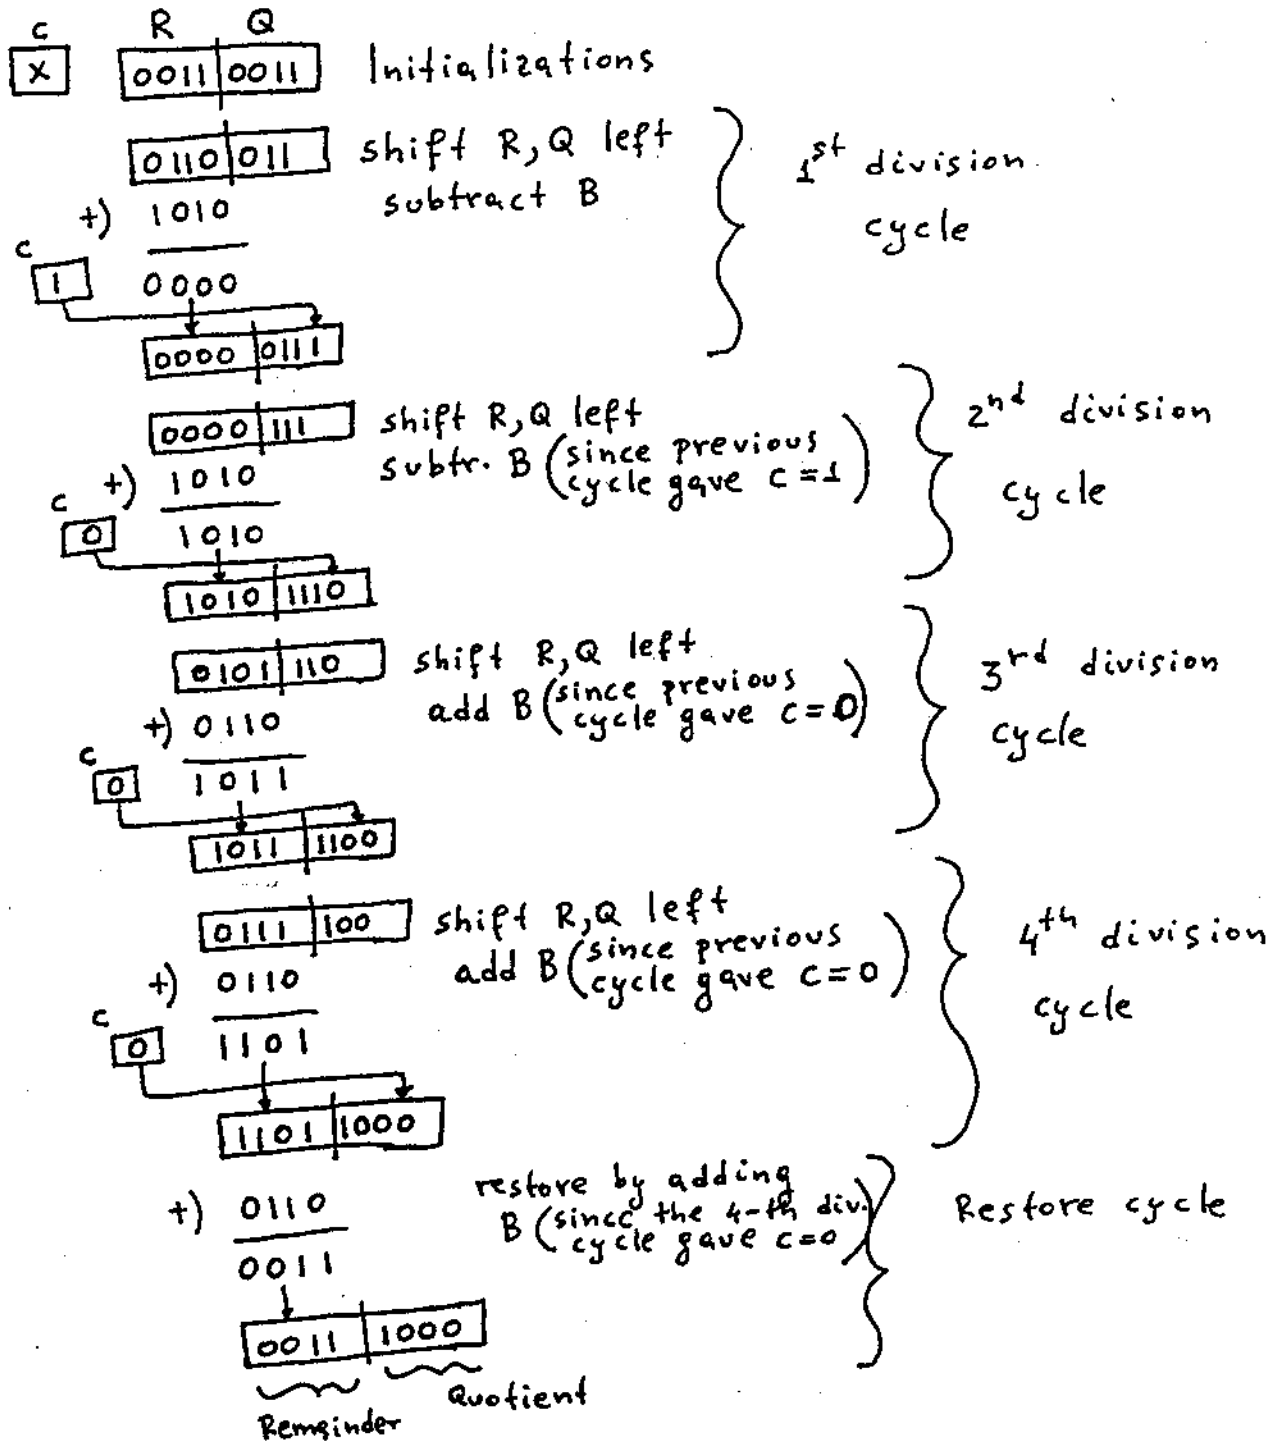 C R Q
X 0011 0011 Initializations
0110 011 shift R, Q left
+) 1010 subtract B
1st division
cycle
C
1 0000
0000 0111
0000 111 shift R, Q left
+) 1010 subtr. B (since previous
cycle gave C=1)
2nd division
cycle
C
0 1010
1010 1110
0101 110 shift R, Q left
+) 0110 add B (since previous
cycle gave C=0)
3rd division
cycle
C
0 1011
1011 1100
0111 100 shift R, Q left
+) 0110 add B (since previous
cycle gave C=0)
4th division
cycle
C
0 1101
1101 1000
+) 0110 restore by adding
B (since the 4-th div.
cycle gave C=0)
Restore cycle
0011
0011 1000
Remainder Quotient